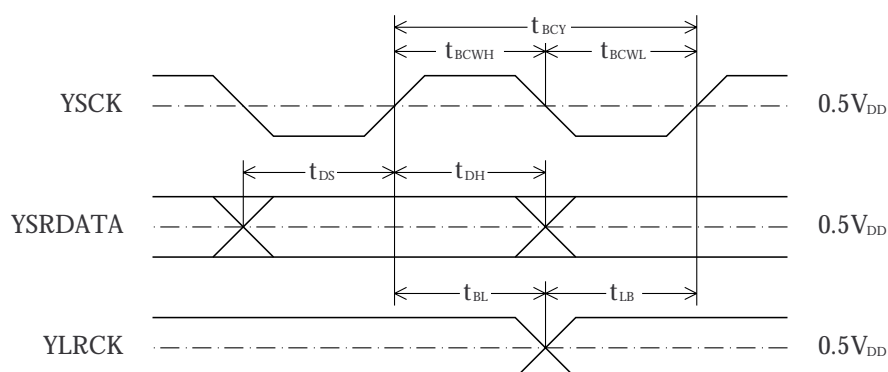 tBCY
tBCWH tBCWL
YSCK 0.5VDD
tDS tDH
YSRDATA 0.5VDD
tBL tLB
YLRCK 0.5VDD